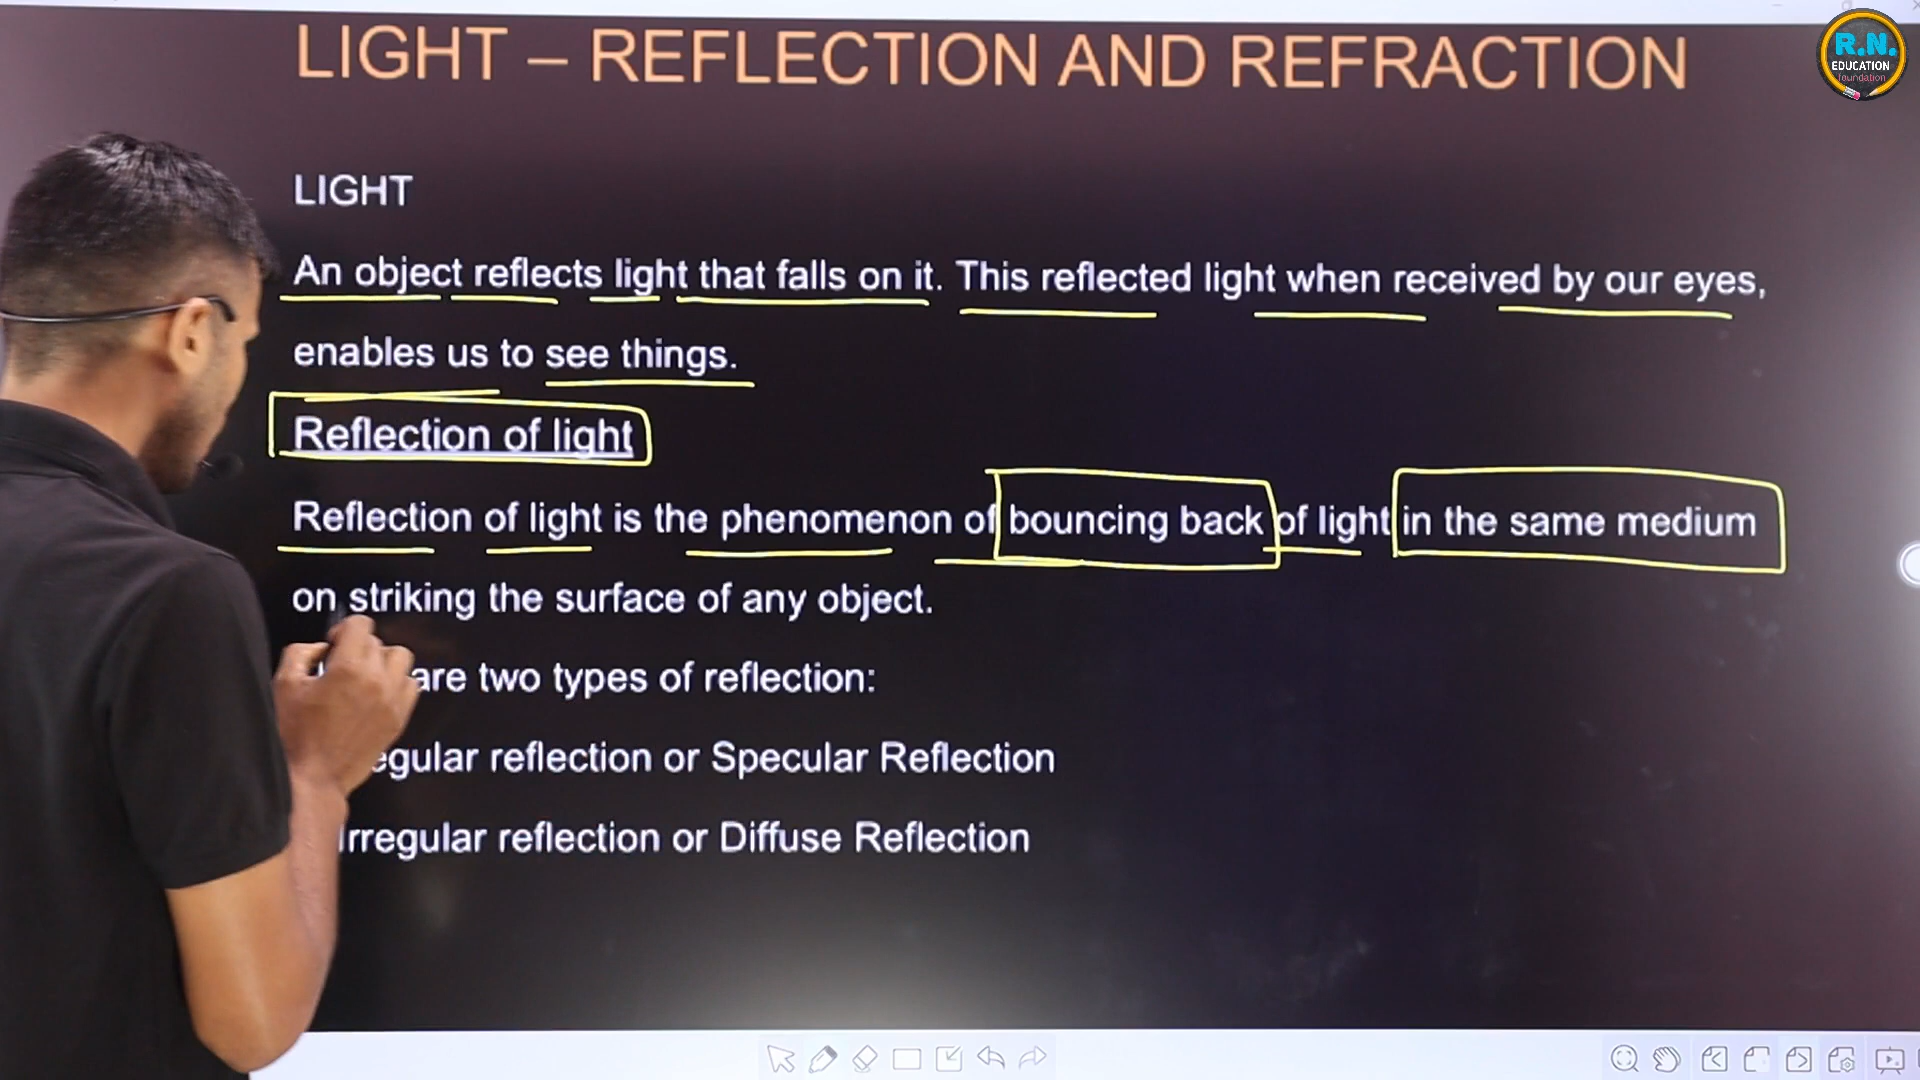 LIGHT – REFLECTION AND REFRACTION
R.N.
EDUCATION
foundation
LIGHT
An object reflects light that falls on it. This reflected light when received by our eyes,
enables us to see things.
Reflection of light
Reflection of light is the phenomenon of bouncing back of light in the same medium
on striking the surface of any object.
are two types of reflection:
egular reflection or Specular Reflection
Irregular reflection or Diffuse Reflection